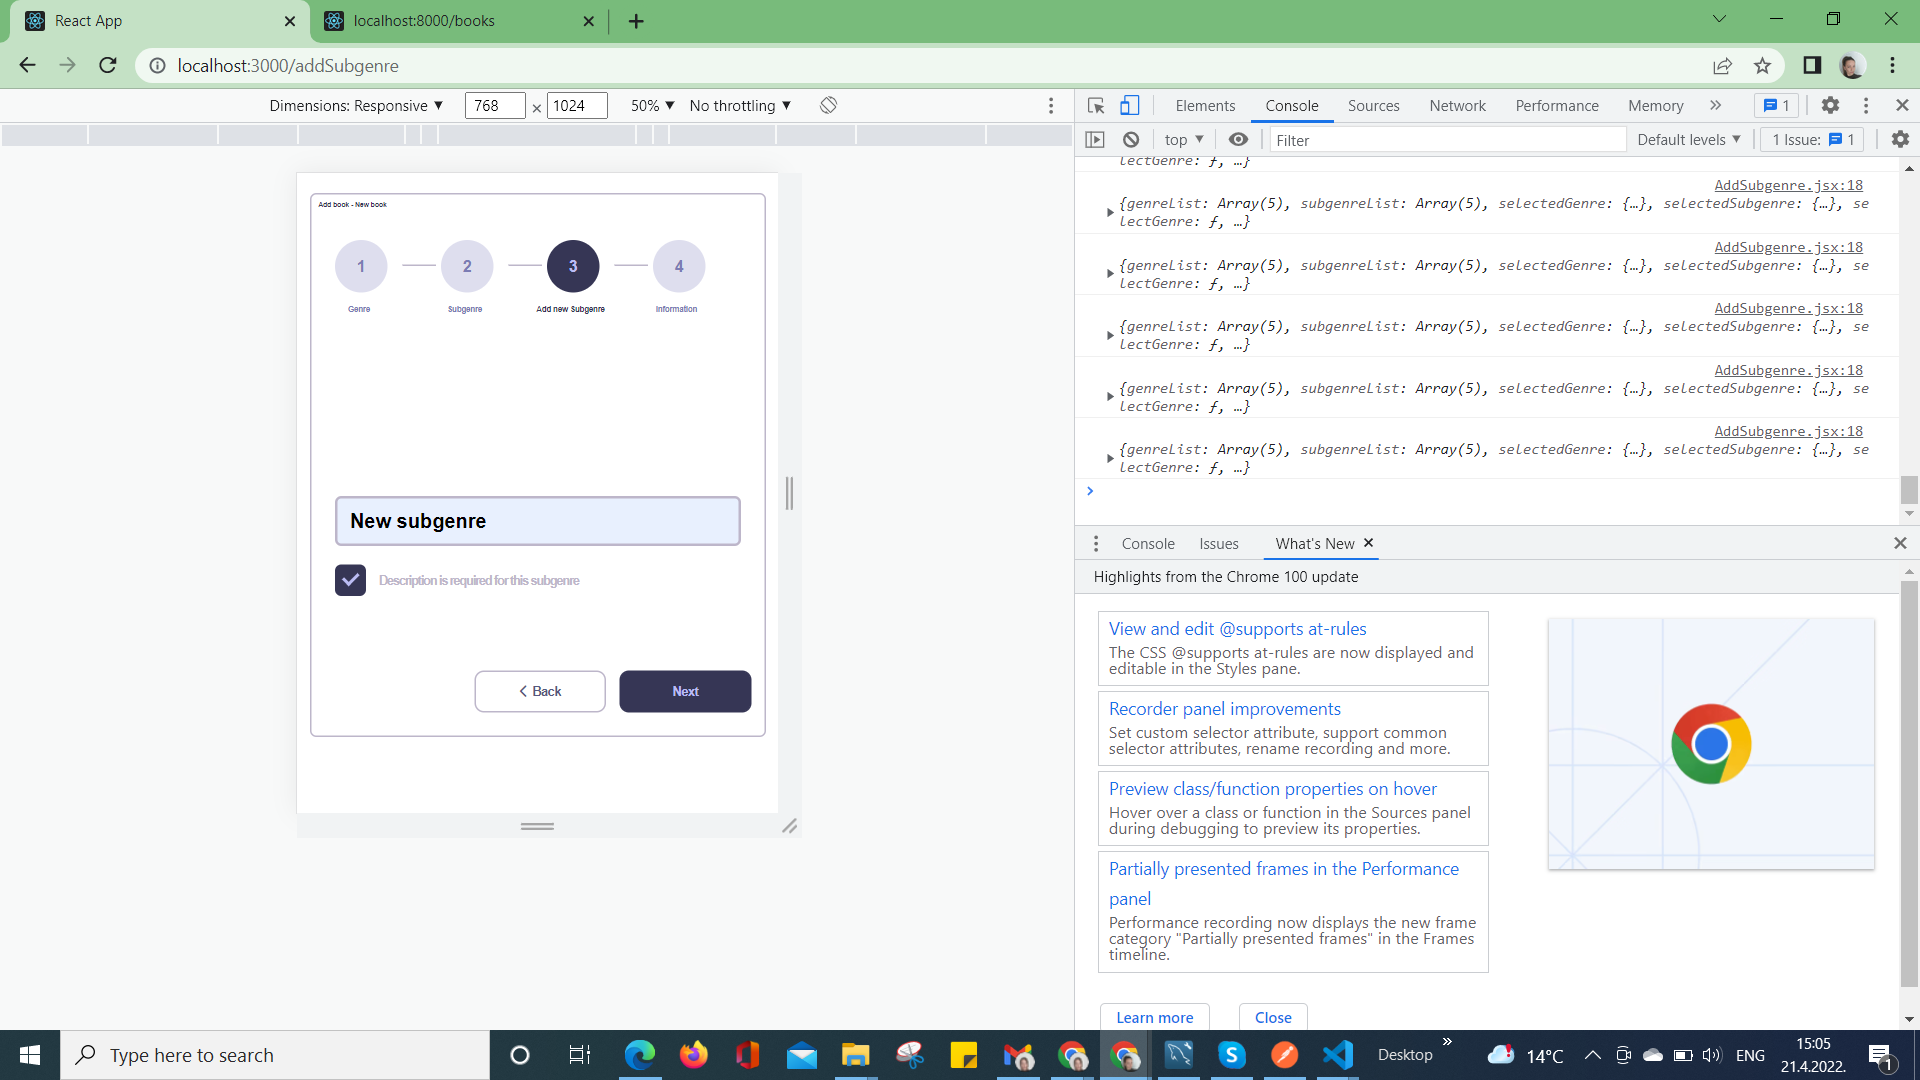 React App
localhost:8000/books
localhost:3000/addSubgenre
Dimensions: Responsive ▼ 768 × 1024 50% ▼ No throttling ▼
Elements Console Sources Network Performance Memory » 1
top ▼ Filter Default levels ▼ 1 Issue: 1
lectGenre: ƒ, …}
AddSubgenre.jsx:18
{genreList: Array(5), subgenreList: Array(5), selectedGenre: {…}, selectedSubgenre: {…}, se
lectGenre: ƒ, …}
AddSubgenre.jsx:18
{genreList: Array(5), subgenreList: Array(5), selectedGenre: {…}, selectedSubgenre: {…}, se
lectGenre: ƒ, …}
AddSubgenre.jsx:18
{genreList: Array(5), subgenreList: Array(5), selectedGenre: {…}, selectedSubgenre: {…}, se
lectGenre: ƒ, …}
AddSubgenre.jsx:18
{genreList: Array(5), subgenreList: Array(5), selectedGenre: {…}, selectedSubgenre: {…}, se
lectGenre: ƒ, …}
AddSubgenre.jsx:18
{genreList: Array(5), subgenreList: Array(5), selectedGenre: {…}, selectedSubgenre: {…}, se
lectGenre: ƒ, …}
Add book - New book
1 2 3 4
Genre Subgenre Add new Subgenre Information
New subgenre
Description is required for this subgenre
Back Next
Console Issues What's New
Highlights from the Chrome 100 update
View and edit @supports at-rules
The CSS @supports at-rules are now displayed and
editable in the Styles pane.
Recorder panel improvements
Set custom selector attribute, support common
selector attributes, rename recording and more.
Preview class/function properties on hover
Hover over a class or function in the Sources panel
during debugging to preview its properties.
Partially presented frames in the Performance
panel
Performance recording now displays the new frame
category "Partially presented frames" in the Frames
timeline.
Learn more Close
Type here to search
Desktop » 14°C ENG
15:05
21.4.2022.
1